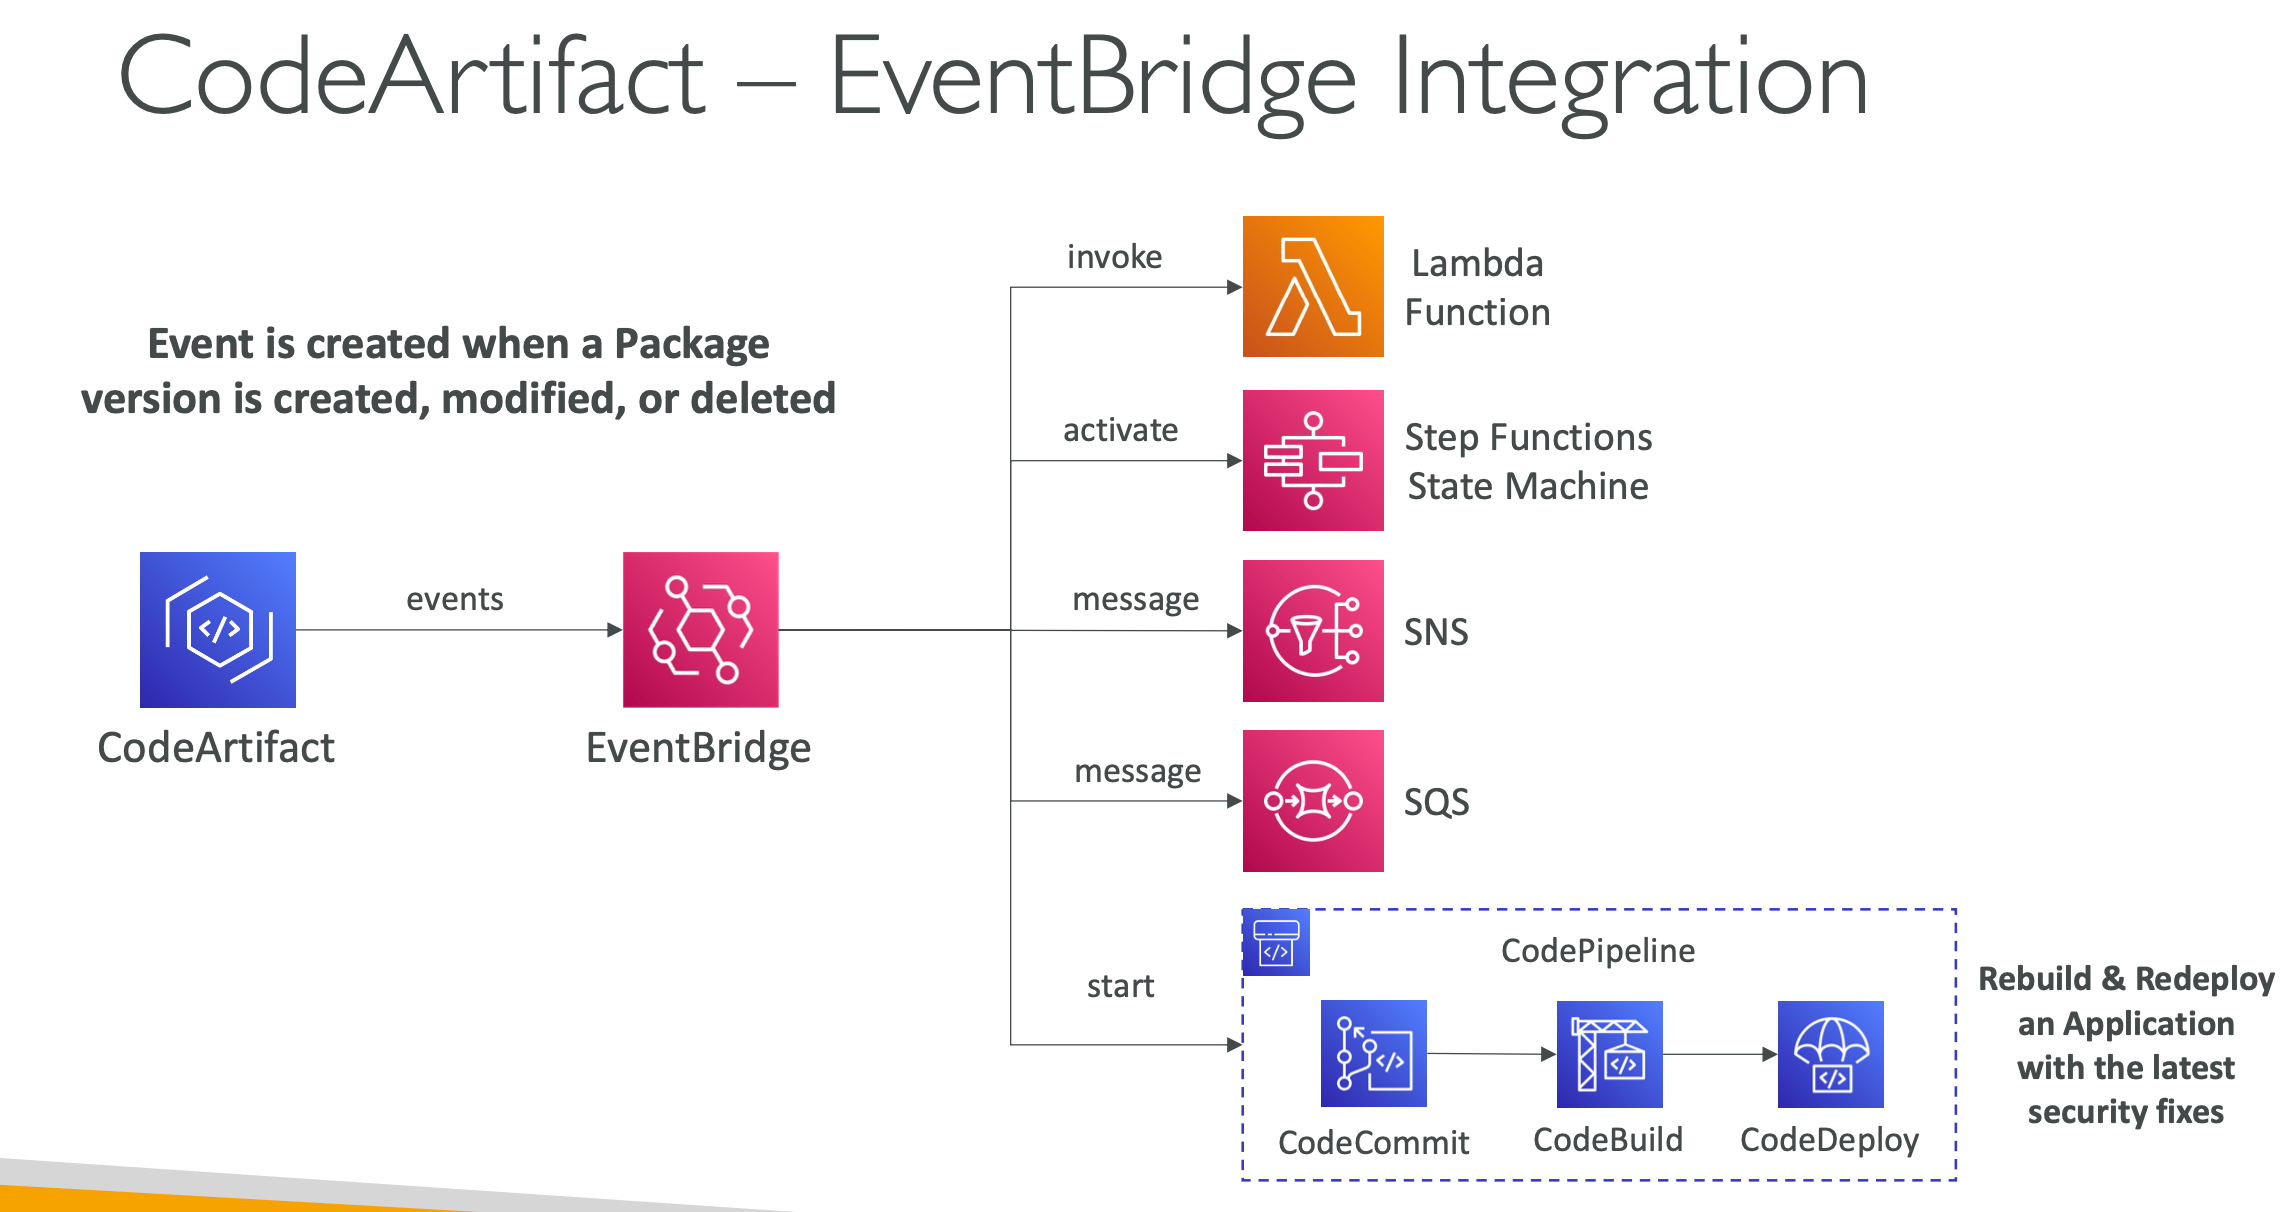 CodeArtifact – EventBridge Integration
Event is created when a Package
version is created, modified, or deleted
CodeArtifact
events
EventBridge
invoke
Lambda
Function
activate
Step Functions
State Machine
message
SNS
message
SQS
start
CodePipeline
</>
CodeCommit
CodeBuild
CodeDeploy
Rebuild & Redeploy
an Application
with the latest
security fixes